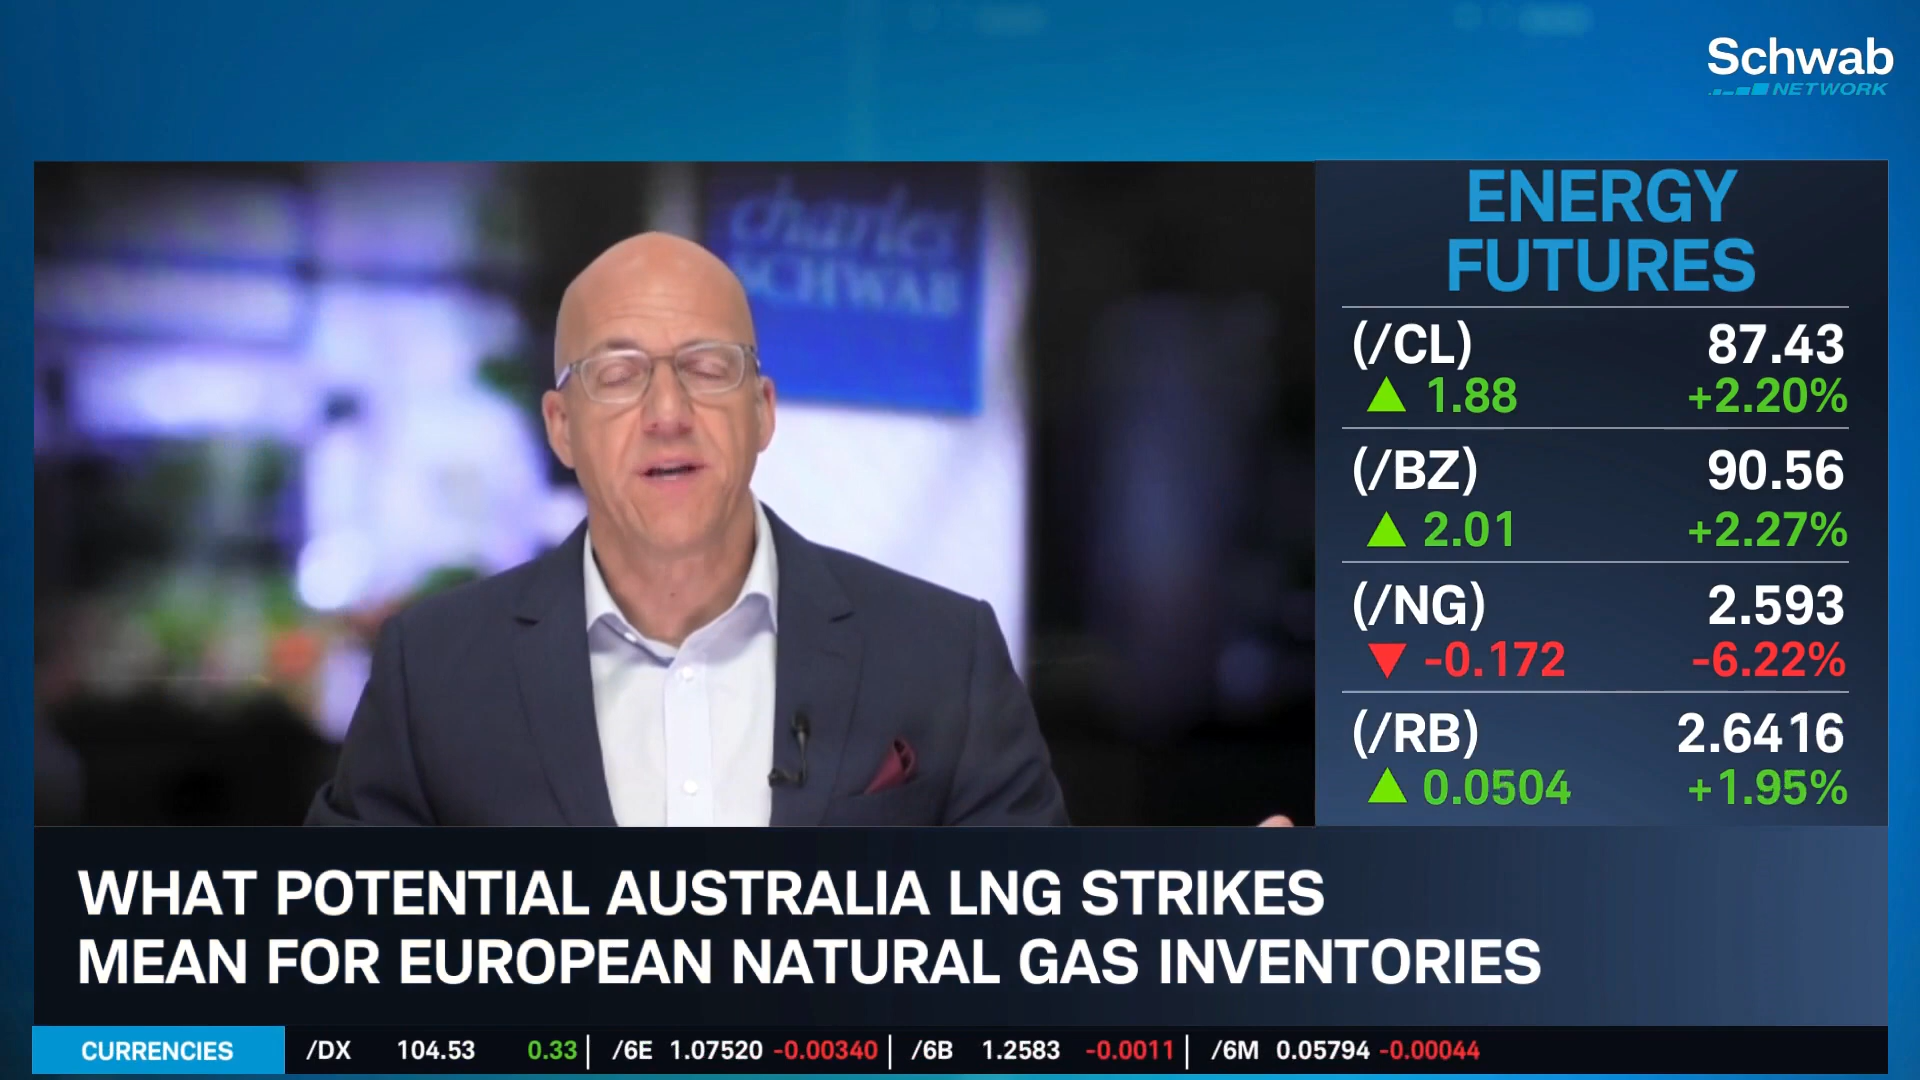 Schwab
NETWORK
charles
SCHWAB
ENERGY
FUTURES
(/CL) 87.43
▲ 1.88 +2.20%
(/BZ) 90.56
▲ 2.01 +2.27%
(/NG) 2.593
▼ -0.172 -6.22%
(/RB) 2.6416
▲ 0.0504 +1.95%
WHAT POTENTIAL AUSTRALIA LNG STRIKES
MEAN FOR EUROPEAN NATURAL GAS INVENTORIES
CURRENCIES /DX 104.53 0.33 | /6E 1.07520 -0.00340 | /6B 1.2583 -0.0011 | /6M 0.05794 -0.00044